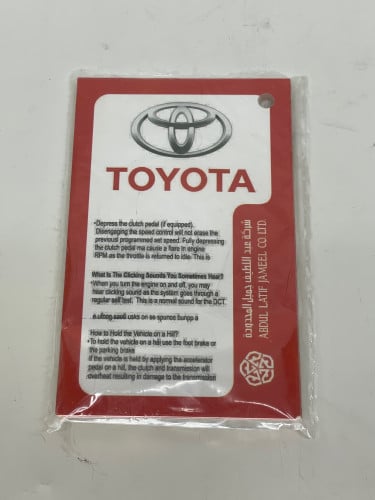 TOYOTA
•Depress the clutch pedal (if equipped).
Disengaging the speed control will not erase the
previous programmed set speed. Fully depressing
the clutch pedal ma cause a flare in engine
RPM as the throttle is returned to idle. This is
What Is The Clicking Sounds You Sometimes Hear?
•When you turn the engine on and off, you may
hear clicking sound as the system goes through a
regular self test. This is a normal sound for the DCT.
How to Hold the Vehicle on a Hill?
•To hold the vehicle on a hill use the foot brake or
the parking brake
If the vehicle is held by applying the accelerator
pedal on a hill, the clutch and transmission will
overheat resulting in damage to the transmission
شركة عبد اللطيف جميل المحدودة
ABDUL LATIF JAMEEL CO LTD.